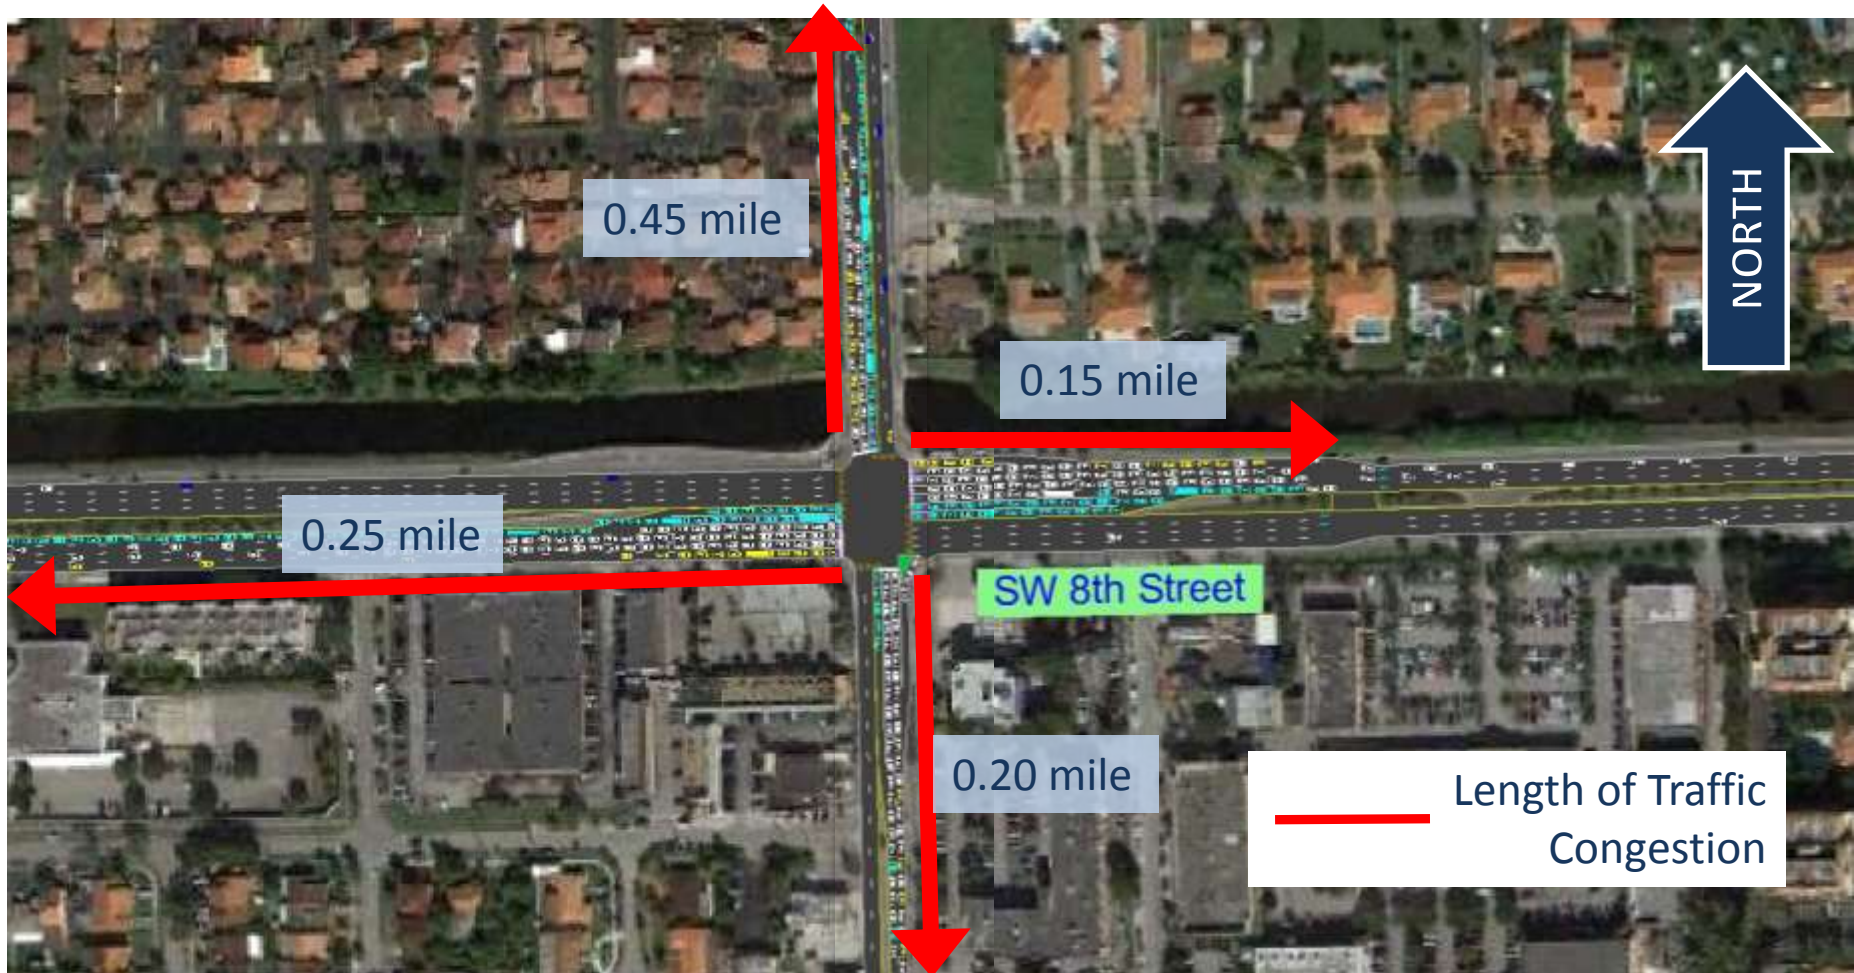 0.45 mile
NORTH
0.15 mile
0.25 mile
SW 8th Street
0.20 mile
Length of Traffic
Congestion